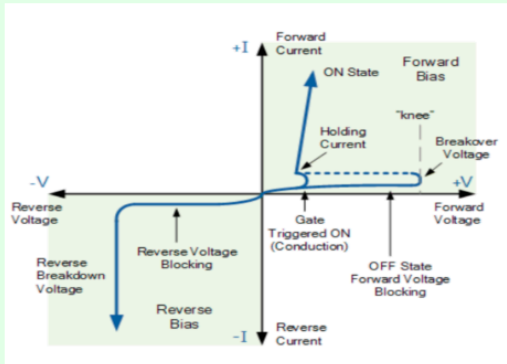 +I
Forward
Current
ON State
Forward
Bias
"knee"
Holding
Current
Breakover
Voltage
-V
+V
Reverse
Voltage
Forward
Voltage
Gate
Triggered ON
(Conduction)
Reverse Voltage
Blocking
Reverse
Breakdown
Voltage
OFF State
Forward Voltage
Blocking
Reverse
Bias
-I
Reverse
Current